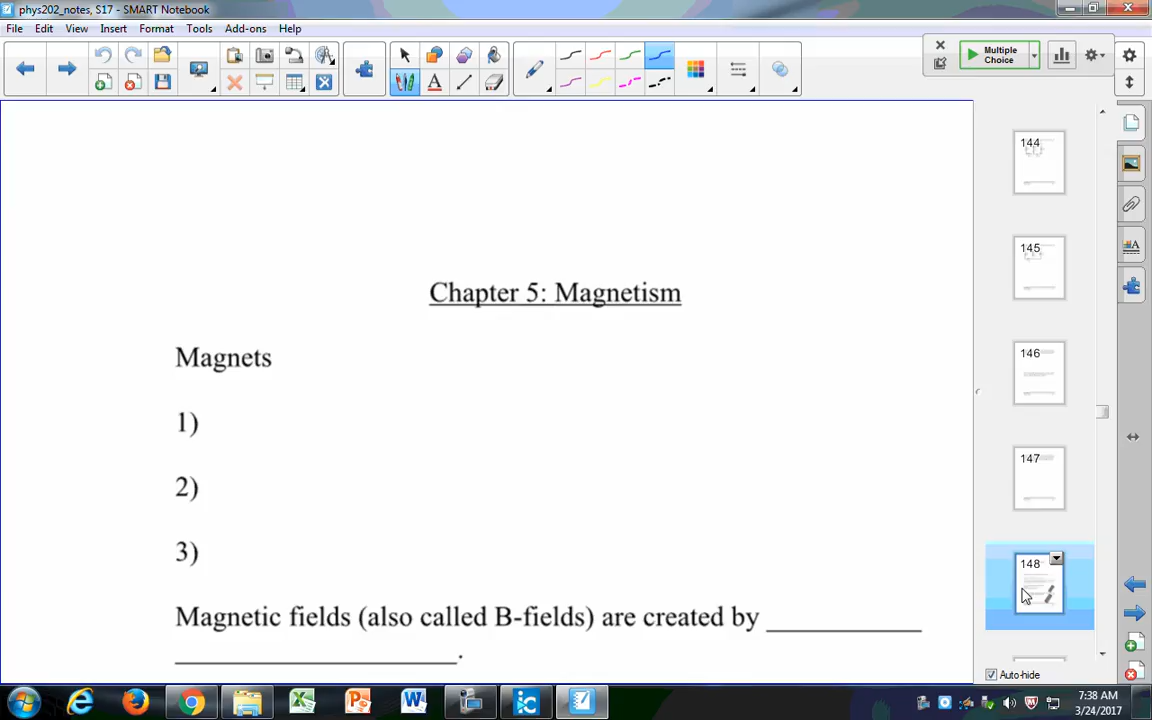 phys202_notes, S17 - SMART Notebook
File Edit View Insert Format Tools Add-ons Help
Multiple
Choice
144
145
146
147
148
Chapter 5: Magnetism
Magnets
1)
2)
3)
Magnetic fields (also called B-fields) are created by ___________
____________________.
Auto-hide
7:38 AM
3/24/2017